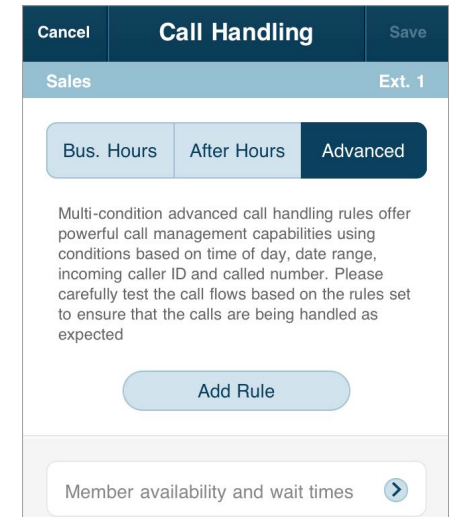 Cancel Call Handling Save
Sales Ext. 1
Bus. Hours After Hours Advanced
Multi-condition advanced call handling rules offer
powerful call management capabilities using
conditions based on time of day, date range,
incoming caller ID and called number. Please
carefully test the call flows based on the rules set
to ensure that the calls are being handled as
expected
Add Rule
Member availability and wait times